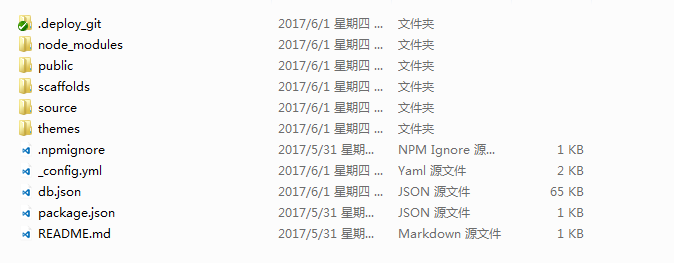 .deploy_git 2017/6/1 星期四 ... 文件夹
node_modules 2017/6/1 星期四 ... 文件夹
public 2017/6/1 星期四 ... 文件夹
scaffolds 2017/6/1 星期四 ... 文件夹
source 2017/6/1 星期四 ... 文件夹
themes 2017/6/1 星期四 ... 文件夹
.npmignore 2017/5/31 星期... NPM Ignore 源... 1 KB
_config.yml 2017/6/1 星期四 ... Yaml 源文件 2 KB
db.json 2017/6/1 星期四 ... JSON 源文件 65 KB
package.json 2017/5/31 星期... JSON 源文件 1 KB
README.md 2017/5/31 星期... Markdown 源文件 1 KB